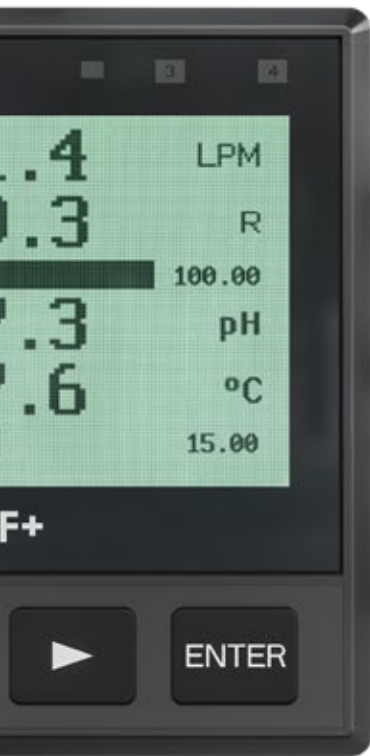 3 4
.4 LPM
.3 R
100.00
.3 pH
.6 ºC
15.00
F+
ENTER